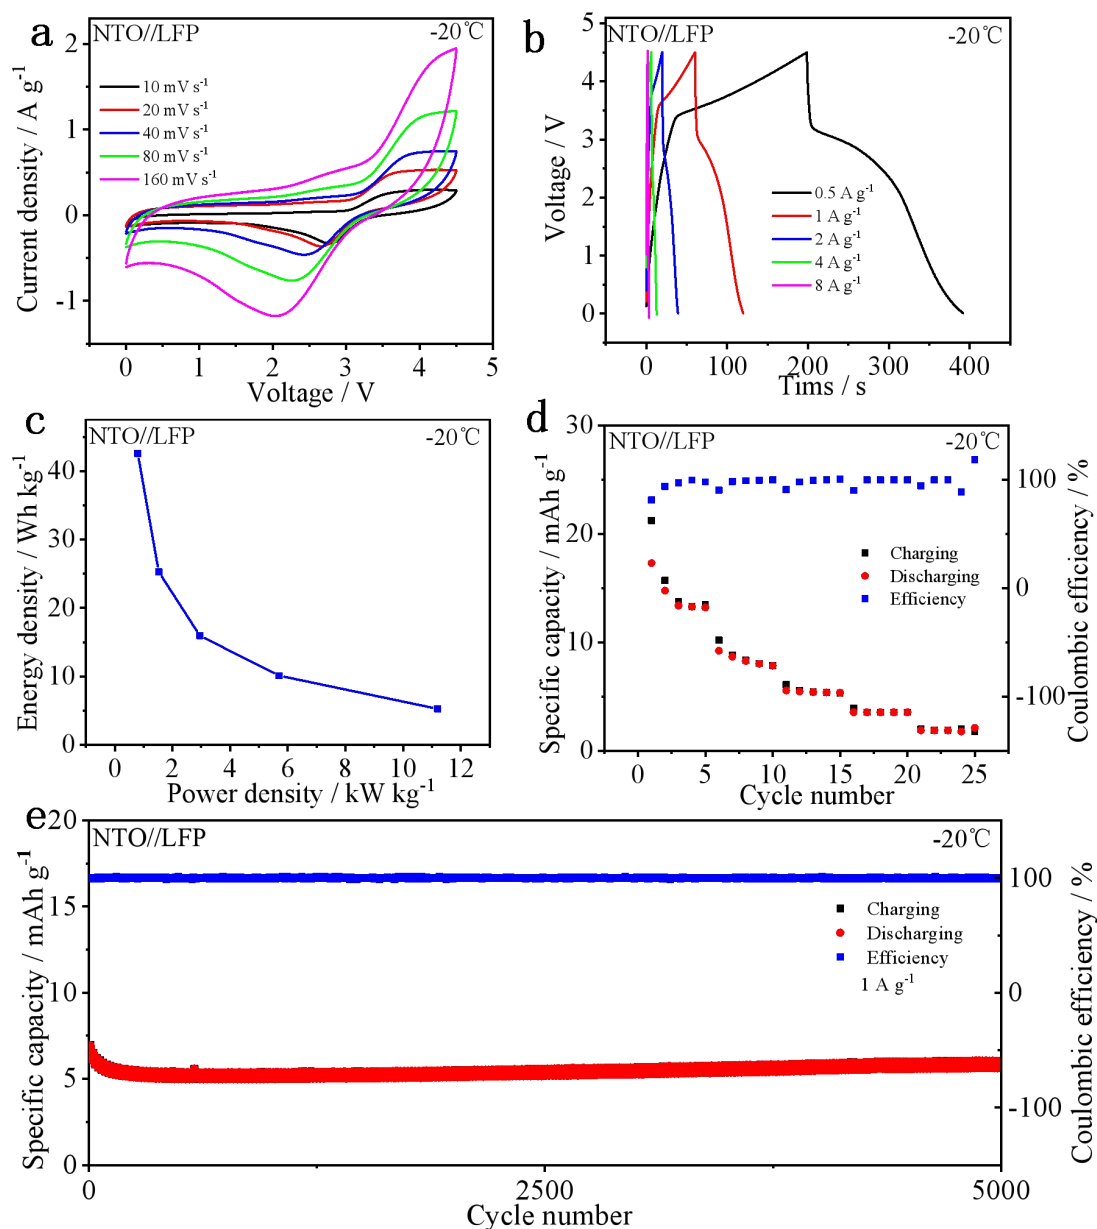 a
NTO//LFP
-20℃
10 mV s⁻¹
20 mV s⁻¹
40 mV s⁻¹
80 mV s⁻¹
160 mV s⁻¹
Current density / A g⁻¹
2
1
0
-1
0 1 2 3 4 5
Voltage / V
b
NTO//LFP
-20℃
Voltage / V
5
4
3
2
1
0
0.5 A g⁻¹
1 A g⁻¹
2 A g⁻¹
4 A g⁻¹
8 A g⁻¹
0 100 200 300 400
Tims / s
c
NTO//LFP
-20℃
Energy density / Wh kg⁻¹
40
30
20
10
0
0 2 4 6 8 10 12
Power density / kW kg⁻¹
d
NTO//LFP
-20℃
Specific capacity / mAh g⁻¹
30
20
10
0
Charging
Discharging
Efficiency
100
0
-100
Coulombic efficiency / %
0 5 10 15 20 25
Cycle number
e
NTO//LFP
-20℃
Specific capacity / mAh g⁻¹
20
15
10
5
0
Charging
Discharging
Efficiency
1 A g⁻¹
100
0
-100
Coulombic efficiency / %
0 2500 5000
Cycle number